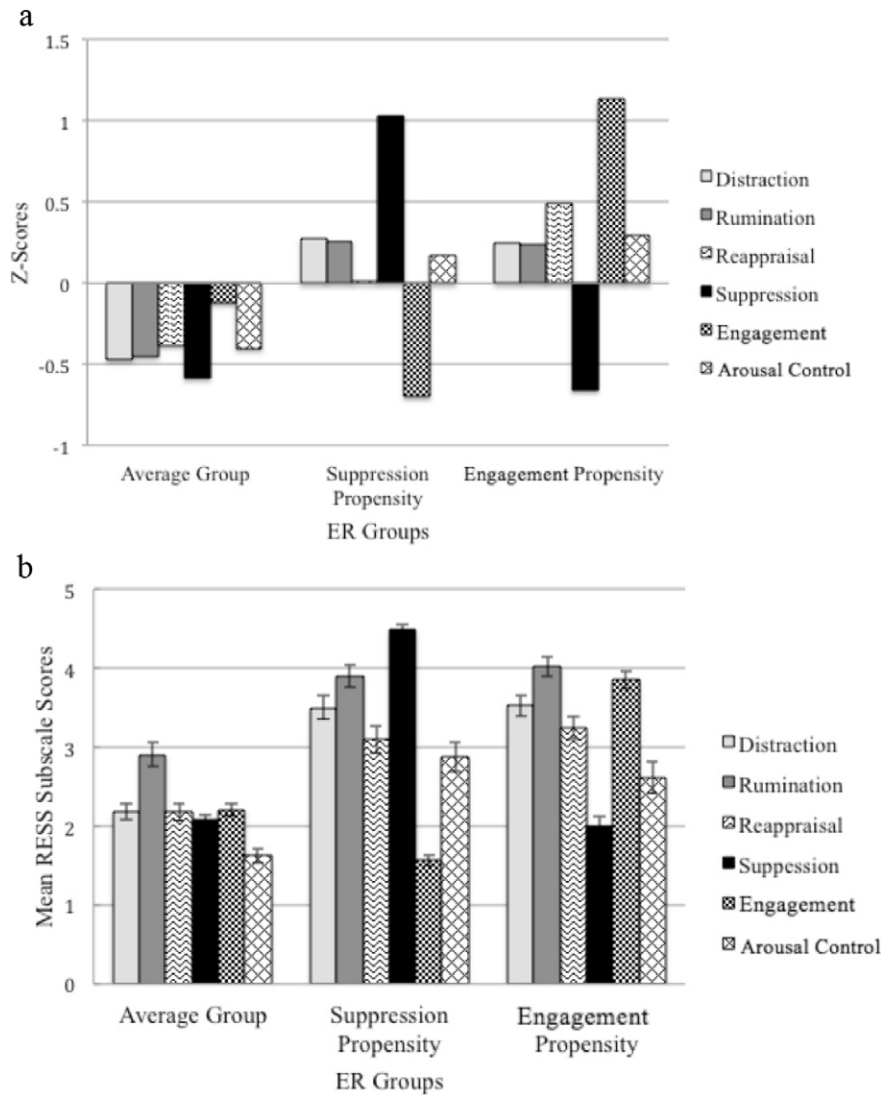 a
1.5
1
0.5
0
-0.5
-1
Z-Scores
Average Group
Suppression
Propensity
Engagement Propensity
ER Groups
Distraction
Rumination
Reappraisal
Suppression
Engagement
Arousal Control
b
5
4
3
2
1
0
Mean RESS Subscale Scores
Average Group
Suppression
Propensity
Engagement
Propensity
ER Groups
Distraction
Rumination
Reappraisal
Suppession
Engagement
Arousal Control